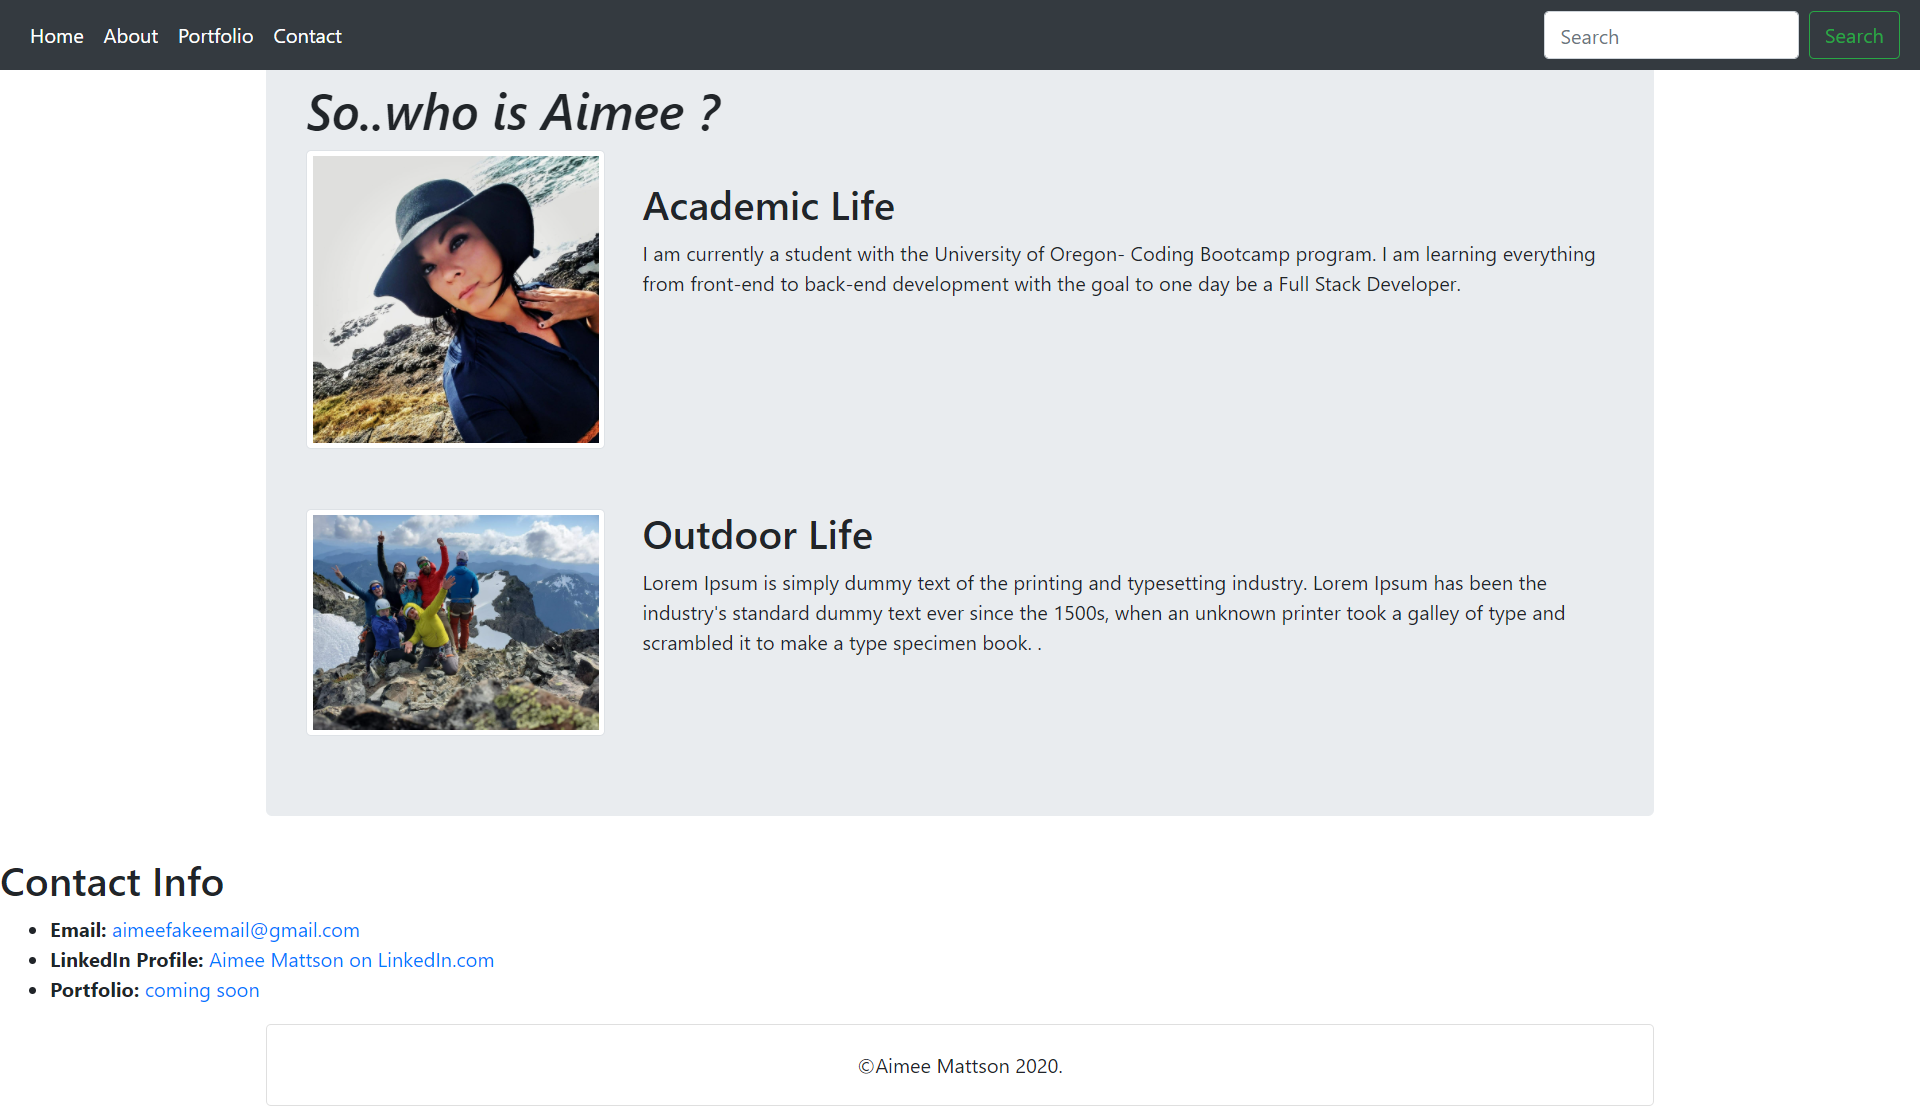 Home About Portfolio Contact Search Search
So..who is Aimee ?
Academic Life
I am currently a student with the University of Oregon- Coding Bootcamp program. I am learning everything
from front-end to back-end development with the goal to one day be a Full Stack Developer.
Outdoor Life
Lorem Ipsum is simply dummy text of the printing and typesetting industry. Lorem Ipsum has been the
industry's standard dummy text ever since the 1500s, when an unknown printer took a galley of type and
scrambled it to make a type specimen book. .
Contact Info
Email: aimeefakeemail@gmail.com
LinkedIn Profile: Aimee Mattson on LinkedIn.com
Portfolio: coming soon
©Aimee Mattson 2020.